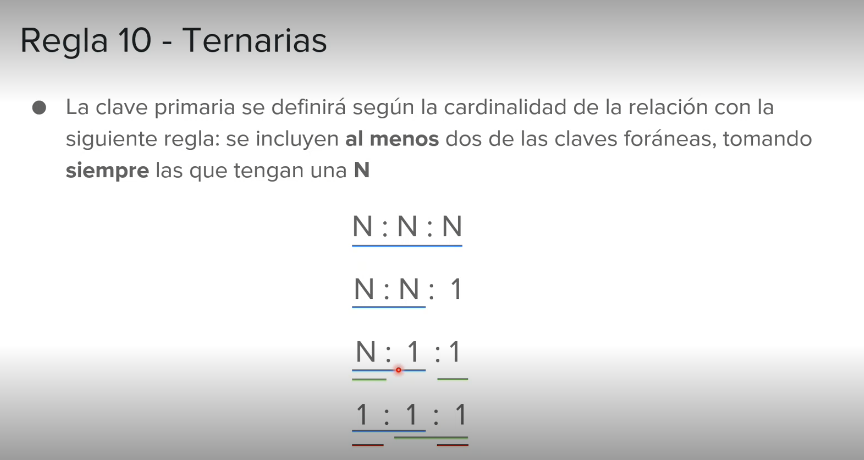 Regla 10 - Ternarias
● La clave primaria se definirá según la cardinalidad de la relación con la
siguiente regla: se incluyen al menos dos de las claves foráneas, tomando
siempre las que tengan una N
N : N : N
N : N : 1
N : 1 : 1
1 : 1 : 1